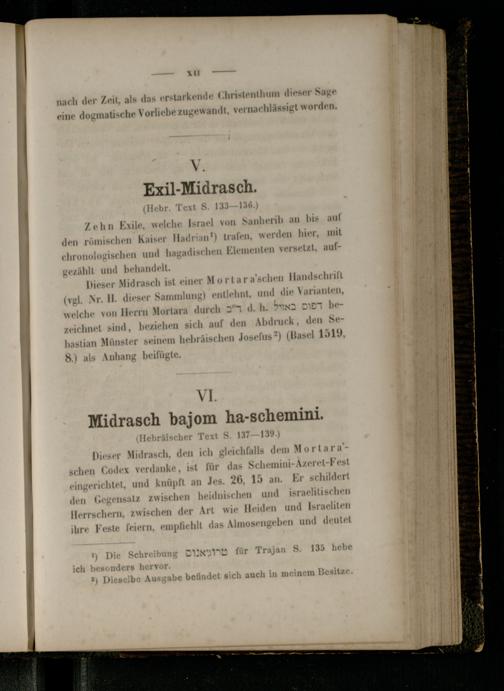 — XII —
nach der Zeit, als das erstarkende Christenthum dieser Sage
eine dogmatische Vorliebe zugewandt, vernachlässigt worden.
V.
Exil-Midrasch.
(Hebr. Text S. 133—136.)
Zehn Exile, welche Israel von Sanherib an bis auf
den römischen Kaiser Hadrian¹) trafen, werden hier, mit
chronologischen und hagadischen Elementen versetzt, auf-
gezählt und behandelt.
Dieser Midrasch ist einer Mortara'schen Handschrift
(vgl. Nr. II. dieser Sammlung) entlehnt, und die Varianten,
welche von Herrn Mortara durch ד״ב d. h. דפוס באזיל be-
zeichnet sind, beziehen sich auf den Abdruck, den Se-
bastian Münster seinem hebräischen Josefus²) (Basel 1519,
8.) als Anhang beifügte.
VI.
Midrasch bajom ha-schemini.
(Hebräischer Text S. 137—139.)
Dieser Midrasch, den ich gleichfalls dem Mortara'-
schen Codex verdanke, ist für das Schemini-Azeret-Fest
eingerichtet, und knüpft an Jes. 26, 15 an. Er schildert
den Gegensatz zwischen heidnischen und israelitischen
Herrschern, zwischen der Art wie Heiden und Israeliten
ihre Feste feiern, empfiehlt das Almosengeben und deutet
¹) Die Schreibung טרוגיאנוס für Trajan S. 135 hebe
ich besonders hervor.
²) Dieselbe Ausgabe befindet sich auch in meinem Besitze.